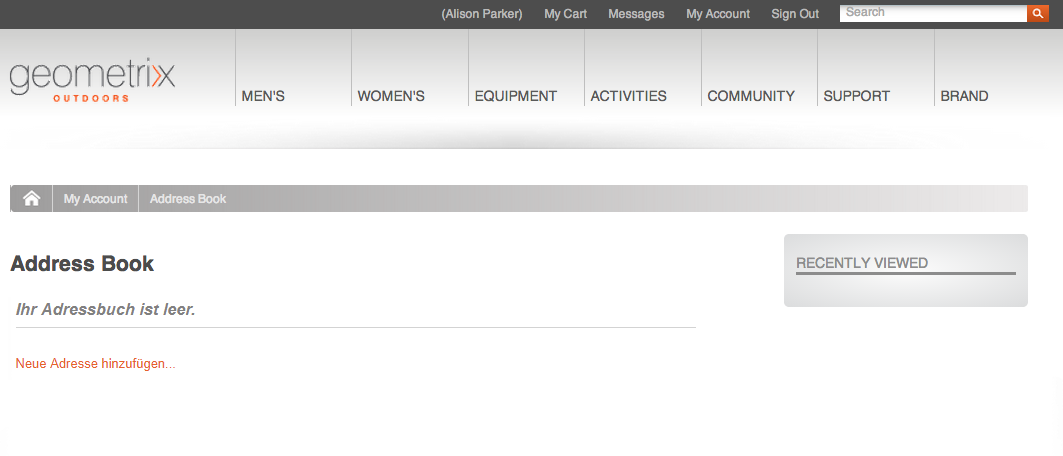 (Alison Parker) My Cart Messages My Account Sign Out Search
geometrixx
OUTDOORS
MEN'S WOMEN'S EQUIPMENT ACTIVITIES COMMUNITY SUPPORT BRAND
My Account Address Book
Address Book
Ihr Adressbuch ist leer.
Neue Adresse hinzufügen...
RECENTLY VIEWED